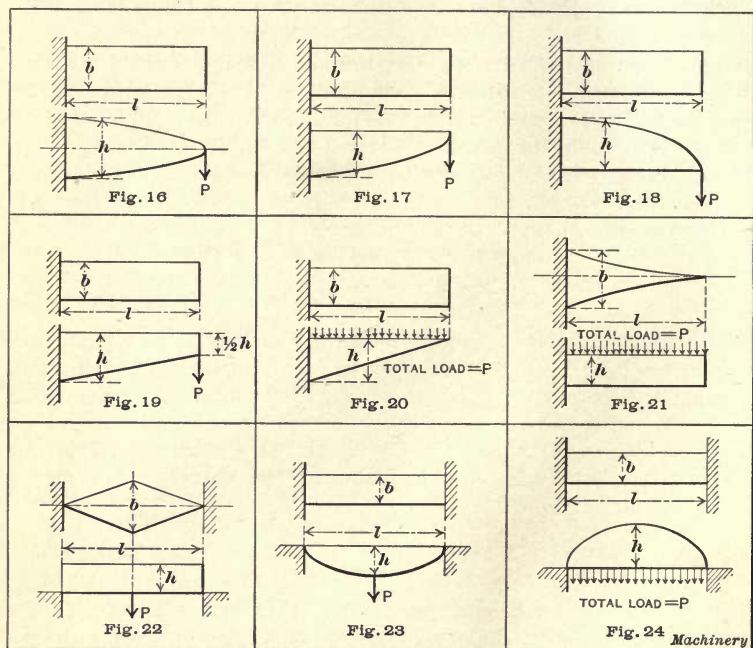 b
l
h
P
Fig. 16
b
l
h
P
Fig. 17
b
l
h
P
Fig. 18
b
l
h
½ h
P
Fig. 19
b
l
h
TOTAL LOAD=P
Fig. 20
b
l
TOTAL LOAD=P
h
Fig. 21
b
l
h
P
Fig. 22
b
l
h
P
Fig. 23
b
l
h
TOTAL LOAD=P
Fig. 24
Machinery